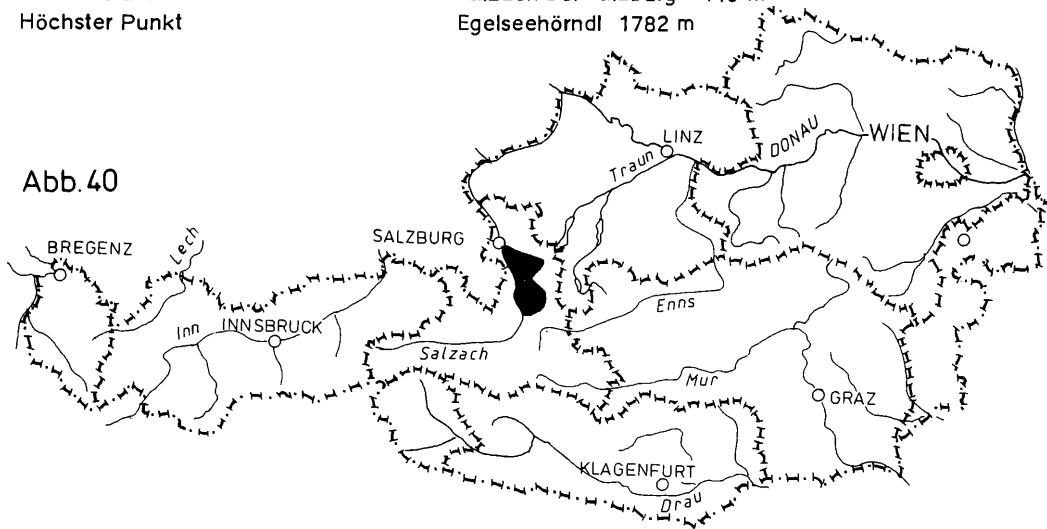 Höchster Punkt
Egelseehörndl 1782 m
Abb. 40
LINZ
DONAU
WIEN
Traun
BREGENZ
Lech
SALZBURG
Inn
INNSBRUCK
Salzach
Enns
Mur
GRAZ
KLAGENFURT
Drau